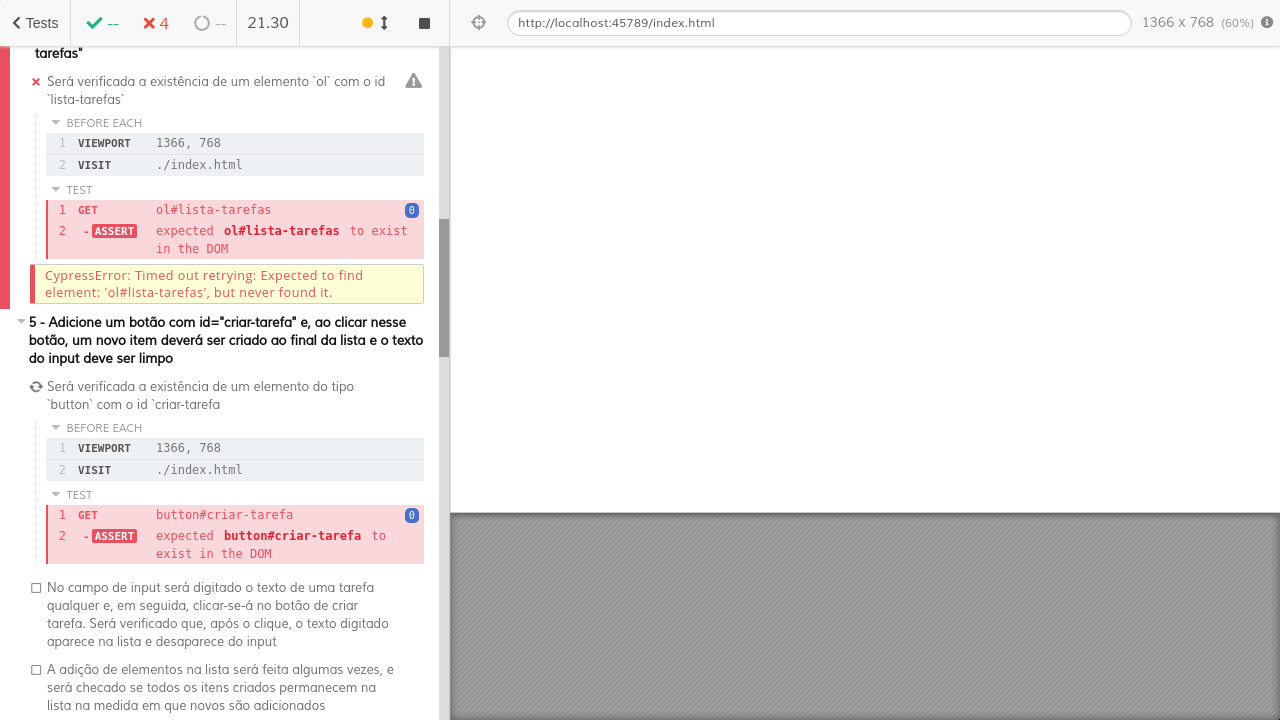 Tests
--
4
--
21.30
http://localhost:45789/index.html
1366 x 768 (60%)
tarefas"
Será verificada a existência de um elemento `ol` com o id
`lista-tarefas`
BEFORE EACH
1 VIEWPORT 1366, 768
2 VISIT ./index.html
TEST
1 GET ol#lista-tarefas 0
2 -ASSERT expected ol#lista-tarefas to exist
in the DOM
CypressError: Timed out retrying: Expected to find
element: 'ol#lista-tarefas', but never found it.
5 - Adicione um botão com id="criar-tarefa" e, ao clicar nesse
botão, um novo item deverá ser criado ao final da lista e o texto
do input deve ser limpo
Será verificada a existência de um elemento do tipo
`button` com o id `criar-tarefa
BEFORE EACH
1 VIEWPORT 1366, 768
2 VISIT ./index.html
TEST
1 GET button#criar-tarefa 0
2 -ASSERT expected button#criar-tarefa to
exist in the DOM
No campo de input será digitado o texto de uma tarefa
qualquer e, em seguida, clicar-se-á no botão de criar
tarefa. Será verificado que, após o clique, o texto digitado
aparece na lista e desaparece do input
A adição de elementos na lista será feita algumas vezes, e
será checado se todos os itens criados permanecem na
lista na medida em que novos são adicionados